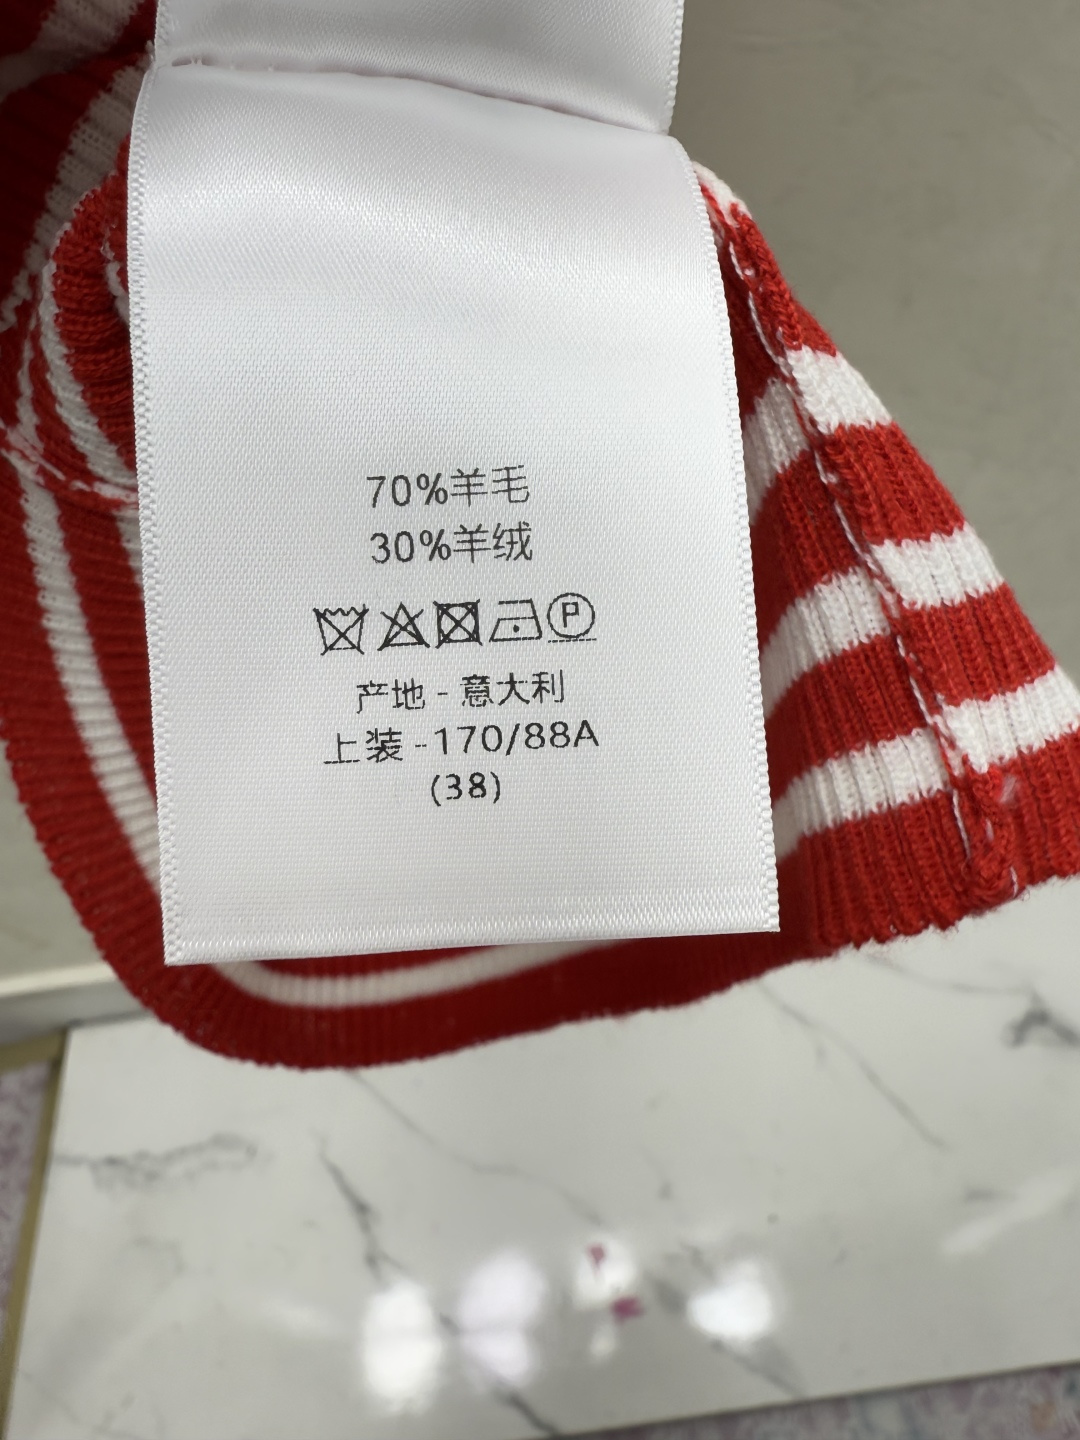 70%羊毛
30%羊绒
P
产地 - 意大利
上装 -170/88A
(38)